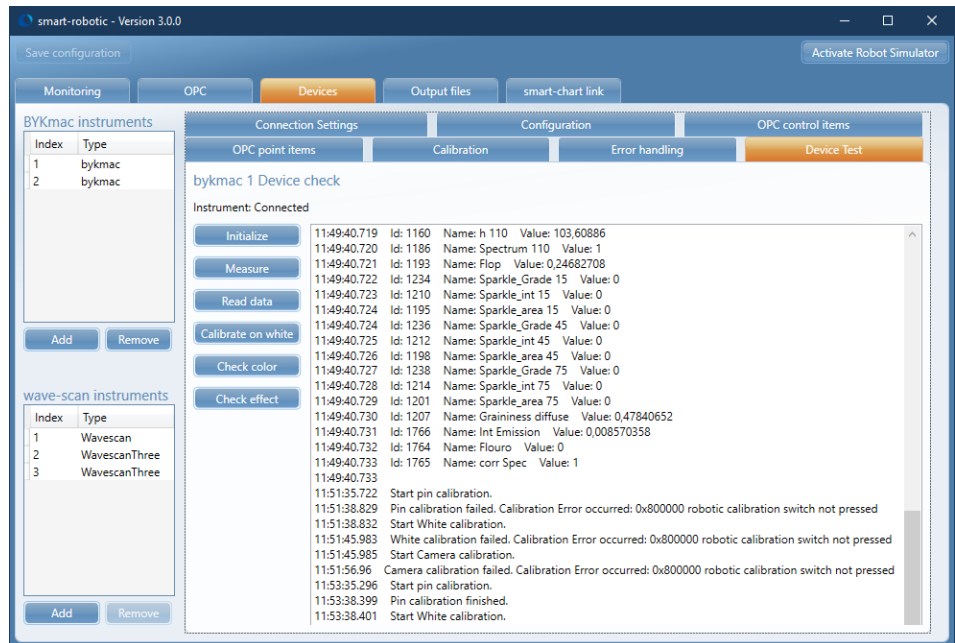 smart-robotic - Version 3.0.0
Save configuration
Activate Robot Simulator
Monitoring OPC Devices Output files smart-chart link
BYKmac instruments
Index Type
1 bykmac
2 bykmac
Add Remove
wave-scan instruments
Index Type
1 Wavescan
2 WavescanThree
3 WavescanThree
Add Remove
Connection Settings Configuration OPC control items
OPC point items Calibration Error handling Device Test
bykmac 1 Device check
Instrument: Connected
Initialize
Measure
Read data
Calibrate on white
Check color
Check effect
11:49:40.719 Id: 1160 Name: h 110 Value: 103,60886
11:49:40.720 Id: 1186 Name: Spectrum 110 Value: 1
11:49:40.721 Id: 1193 Name: Flop Value: 0,24682708
11:49:40.722 Id: 1234 Name: Sparkle_Grade 15 Value: 0
11:49:40.723 Id: 1210 Name: Sparkle_int 15 Value: 0
11:49:40.724 Id: 1195 Name: Sparkle_area 15 Value: 0
11:49:40.724 Id: 1236 Name: Sparkle_Grade 45 Value: 0
11:49:40.725 Id: 1212 Name: Sparkle_int 45 Value: 0
11:49:40.726 Id: 1198 Name: Sparkle_area 45 Value: 0
11:49:40.727 Id: 1238 Name: Sparkle_Grade 75 Value: 0
11:49:40.728 Id: 1214 Name: Sparkle_int 75 Value: 0
11:49:40.729 Id: 1201 Name: Sparkle_area 75 Value: 0
11:49:40.730 Id: 1207 Name: Graininess diffuse Value: 0,47840652
11:49:40.731 Id: 1766 Name: Int Emission Value: 0,008570358
11:49:40.732 Id: 1764 Name: Flouro Value: 0
11:49:40.733 Id: 1765 Name: corr Spec Value: 1
11:49:40.733
11:51:35.722 Start pin calibration.
11:51:38.829 Pin calibration failed. Calibration Error occurred: 0x800000 robotic calibration switch not pressed
11:51:38.832 Start White calibration.
11:51:45.983 White calibration failed. Calibration Error occurred: 0x800000 robotic calibration switch not pressed
11:51:45.985 Start Camera calibration.
11:51:56.96 Camera calibration failed. Calibration Error occurred: 0x800000 robotic calibration switch not pressed
11:53:35.296 Start pin calibration.
11:53:38.399 Pin calibration finished.
11:53:38.401 Start White calibration.